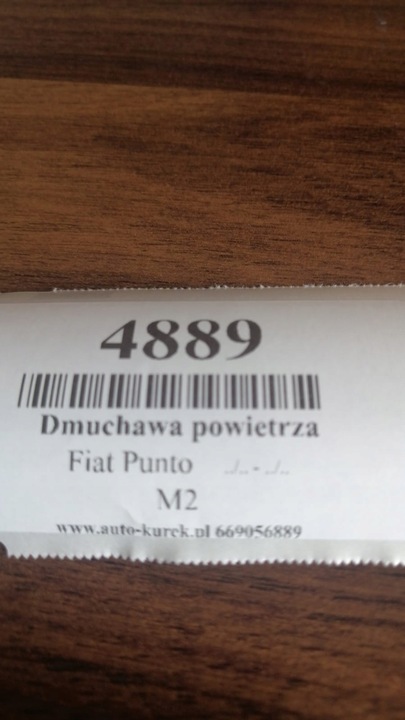 4889
Dmuchawa powietrza
Fiat Punto ../.. - ../..
M2
www.auto-kurek.pl 669056889